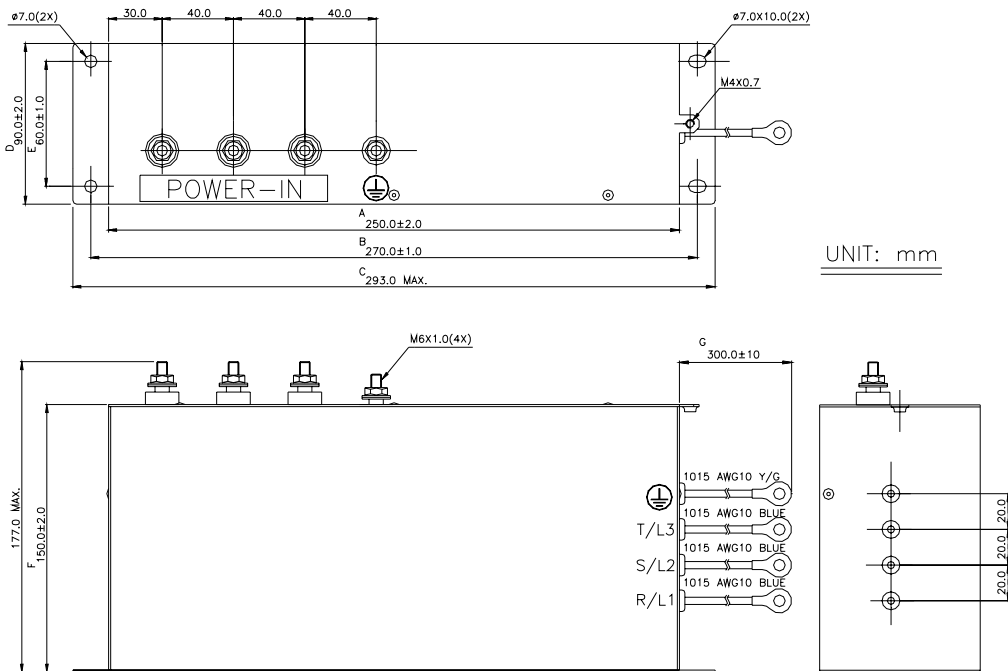 ø7.0(2X)
30.0
40.0
40.0
40.0
ø7.0X10.0(2X)
M4X0.7
D
90.0±2.0
E
60.0±1.0
POWER-IN
A
250.0±2.0
B
270.0±1.0
C
293.0 MAX.
UNIT: mm
M6X1.0(4X)
G
300.0±10
177.0 MAX.
F
150.0±2.0
1015 AWG10 Y/G
1015 AWG10 BLUE
T/L3
1015 AWG10 BLUE
S/L2
1015 AWG10 BLUE
R/L1
20.0
20.0
20.0